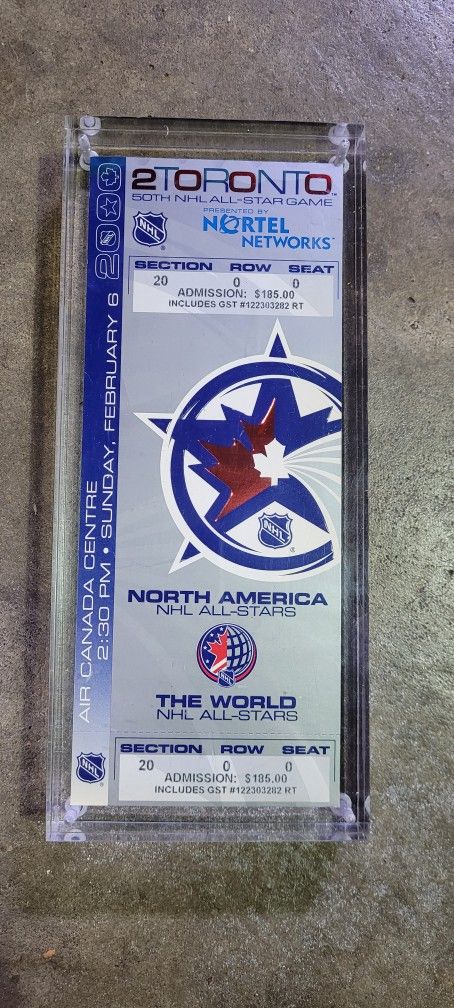 2TORONTO™
50TH NHL ALL-STAR GAME
PRESENTED BY
NORTEL
NETWORKS™
NHL
SECTION ROW SEAT
20 0 0
ADMISSION: $185.00
INCLUDES GST #122303282 RT
2000
AIR CANADA CENTRE
2:30 PM • SUNDAY, FEBRUARY 6
NHL
NORTH AMERICA
NHL ALL-STARS
THE WORLD
NHL ALL-STARS
NHL
SECTION ROW SEAT
20 0 0
ADMISSION: $185.00
INCLUDES GST #122303282 RT